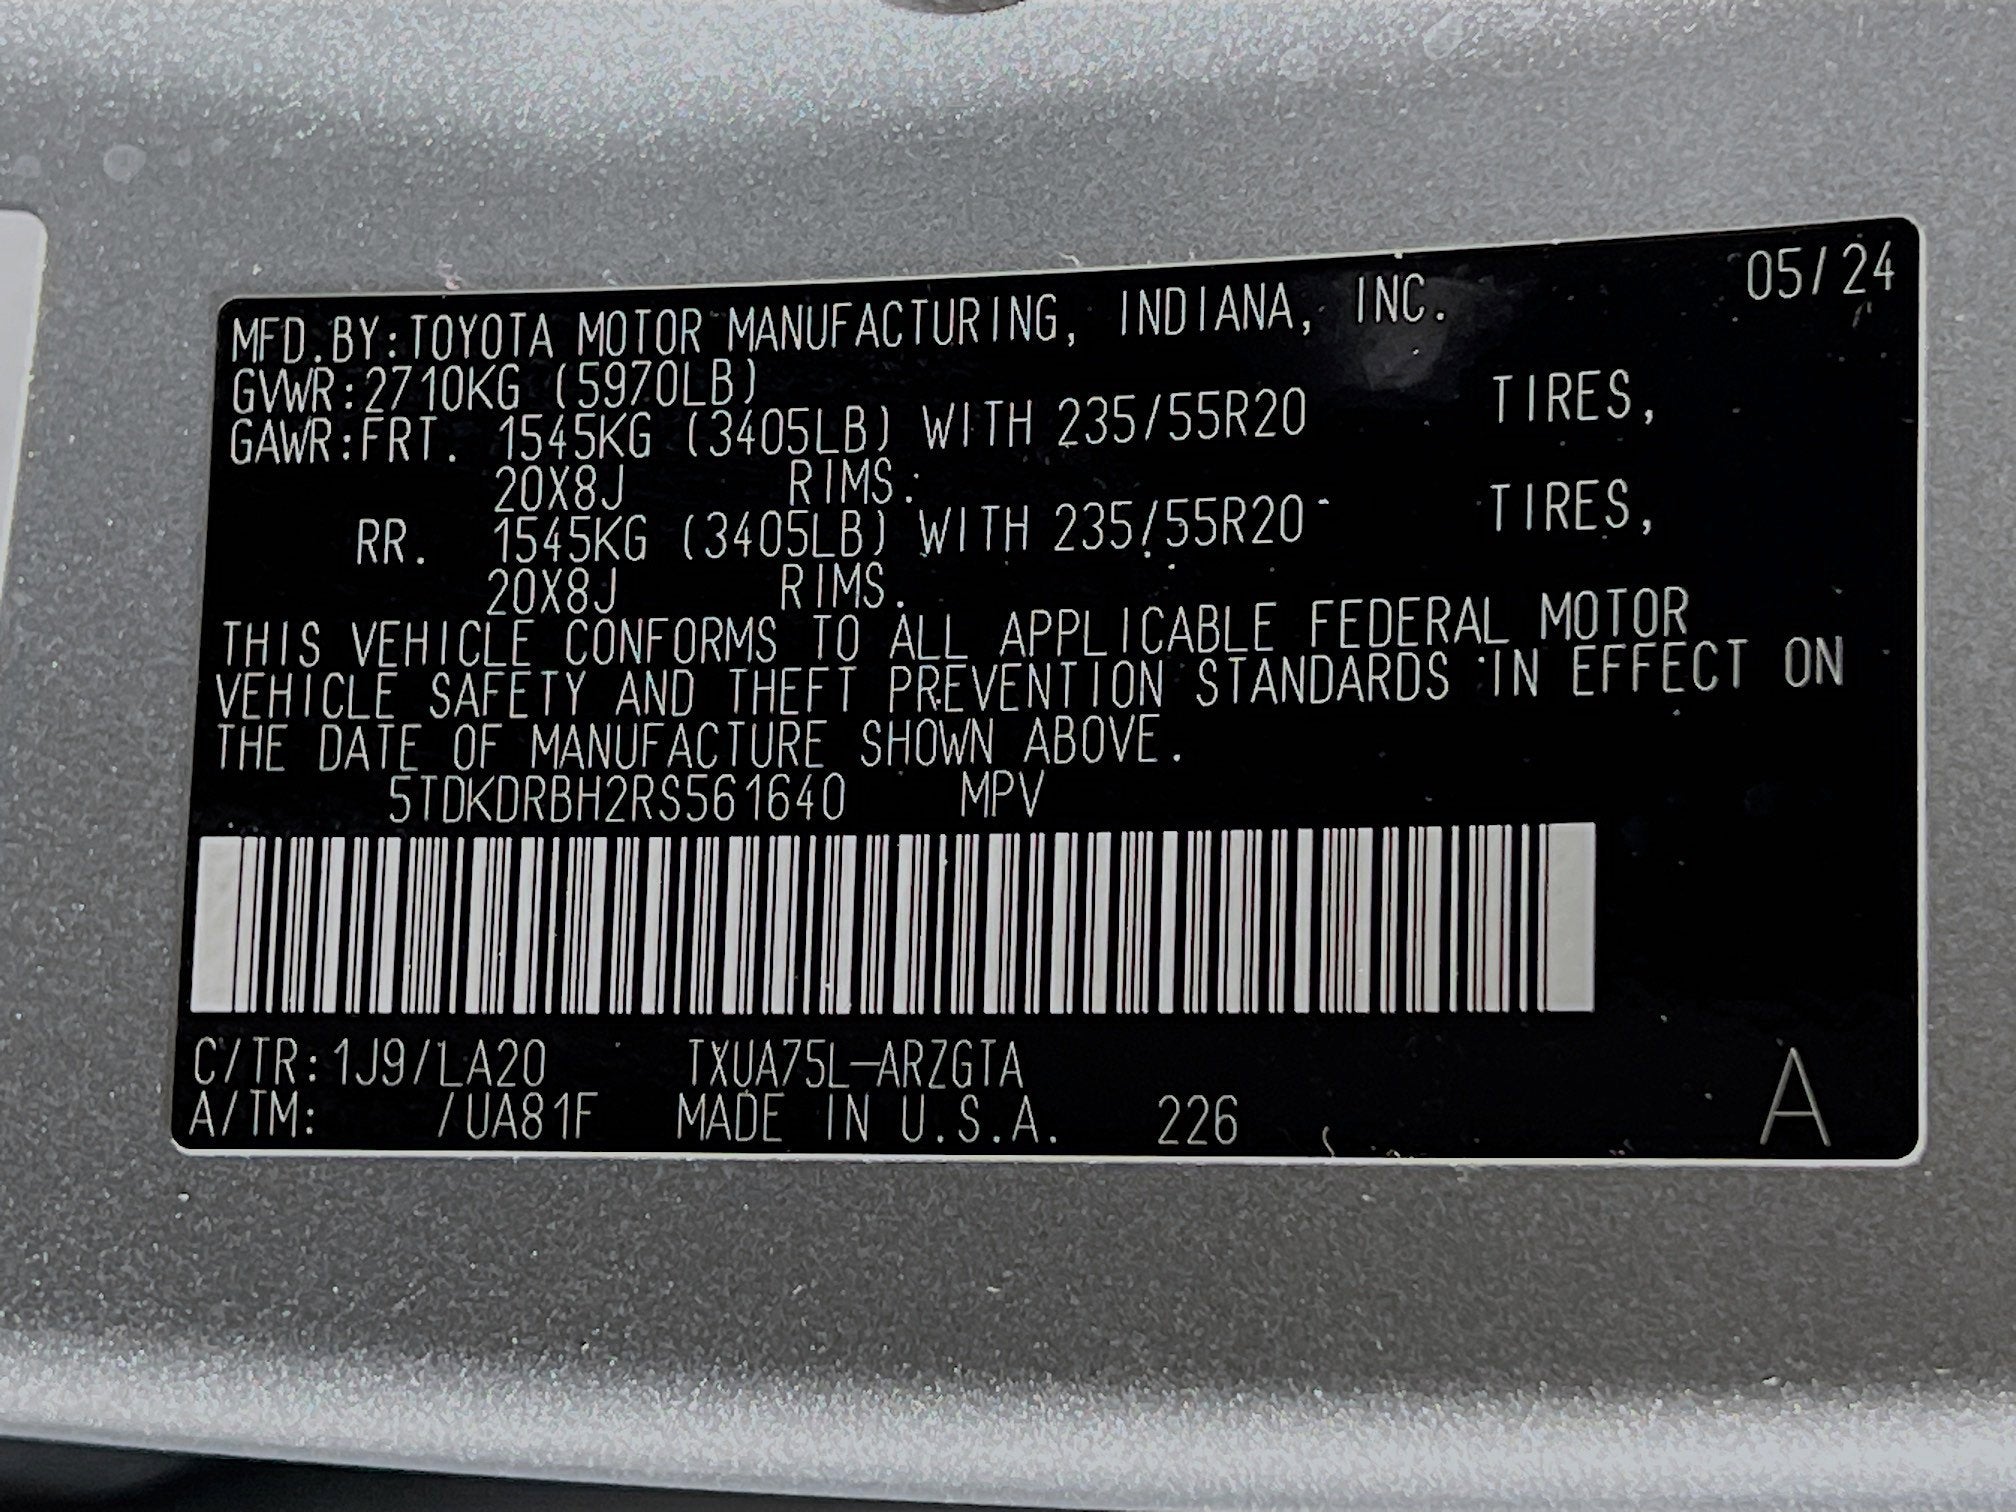 05/24
MFD.BY:TOYOTA MOTOR MANUFACTURING, INDIANA, INC.
GVWR:2710KG (5970LB)
GAWR:FRT. 1545KG (3405LB) WITH 235/55R20 TIRES,
20X8J RIMS.
RR. 1545KG (3405LB) WITH 235/55R20 TIRES,
20X8J RIMS.
THIS VEHICLE CONFORMS TO ALL APPLICABLE FEDERAL MOTOR
VEHICLE SAFETY AND THEFT PREVENTION STANDARDS IN EFFECT ON
THE DATE OF MANUFACTURE SHOWN ABOVE.
5TDKDRBH2RS561640 MPV
C/TR:1J9/LA20 TXUA75L-ARZGTA
A/TM: /UA81F MADE IN U.S.A. 226 A